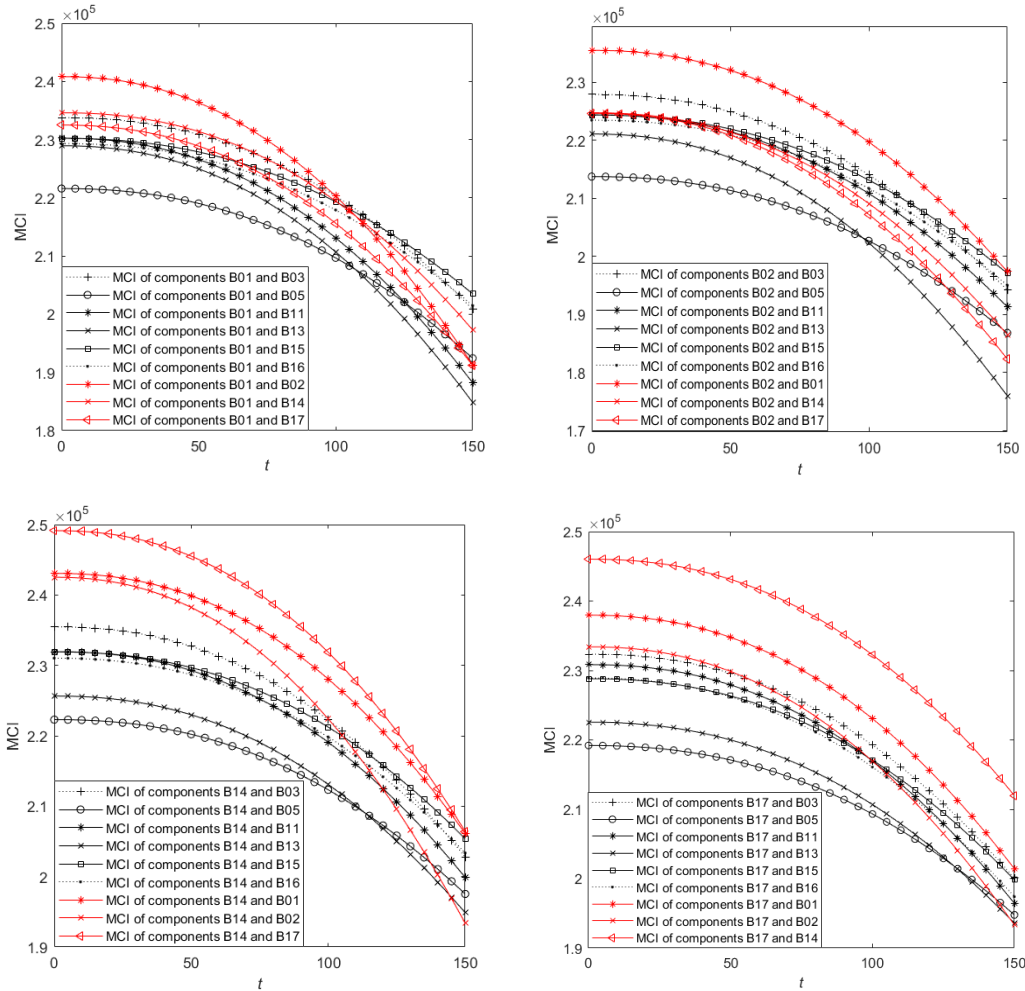 ×10⁵
2.5
2.4
2.3
2.2
2.1
2
1.9
1.8
MCI
MCI of components B01 and B03
MCI of components B01 and B05
MCI of components B01 and B11
MCI of components B01 and B13
MCI of components B01 and B15
MCI of components B01 and B16
MCI of components B01 and B02
MCI of components B01 and B14
MCI of components B01 and B17
0 50 100 150
t
×10⁵
2.3
2.2
2.1
2
1.9
1.8
1.7
MCI
MCI of components B02 and B03
MCI of components B02 and B05
MCI of components B02 and B11
MCI of components B02 and B13
MCI of components B02 and B15
MCI of components B02 and B16
MCI of components B02 and B01
MCI of components B02 and B14
MCI of components B02 and B17
0 50 100 150
t
×10⁵
2.5
2.4
2.3
2.2
2.1
2
1.9
MCI
MCI of components B14 and B03
MCI of components B14 and B05
MCI of components B14 and B11
MCI of components B14 and B13
MCI of components B14 and B15
MCI of components B14 and B16
MCI of components B14 and B01
MCI of components B14 and B02
MCI of components B14 and B17
0 50 100 150
t
×10⁵
2.5
2.4
2.3
2.2
2.1
2
1.9
MCI
MCI of components B17 and B03
MCI of components B17 and B05
MCI of components B17 and B11
MCI of components B17 and B13
MCI of components B17 and B15
MCI of components B17 and B16
MCI of components B17 and B01
MCI of components B17 and B02
MCI of components B17 and B14
0 50 100 150
t